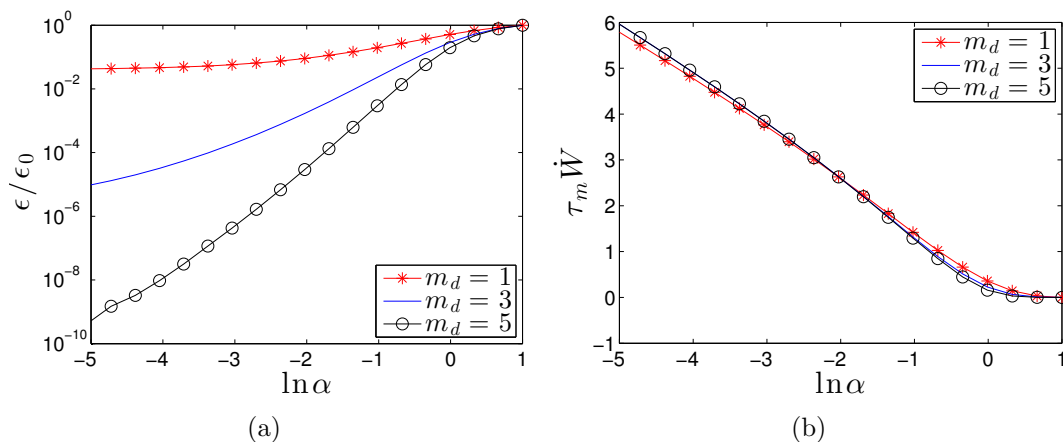 10^0
10^{-2}
10^{-4}
10^{-6}
10^{-8}
10^{-10}
ϵ/ϵ_0
−5 −4 −3 −2 −1 0 1
ln α
m_d = 1
m_d = 3
m_d = 5
(a)
6
5
4
3
2
1
0
−1
τ_m Ẇ
−5 −4 −3 −2 −1 0 1
ln α
m_d = 1
m_d = 3
m_d = 5
(b)